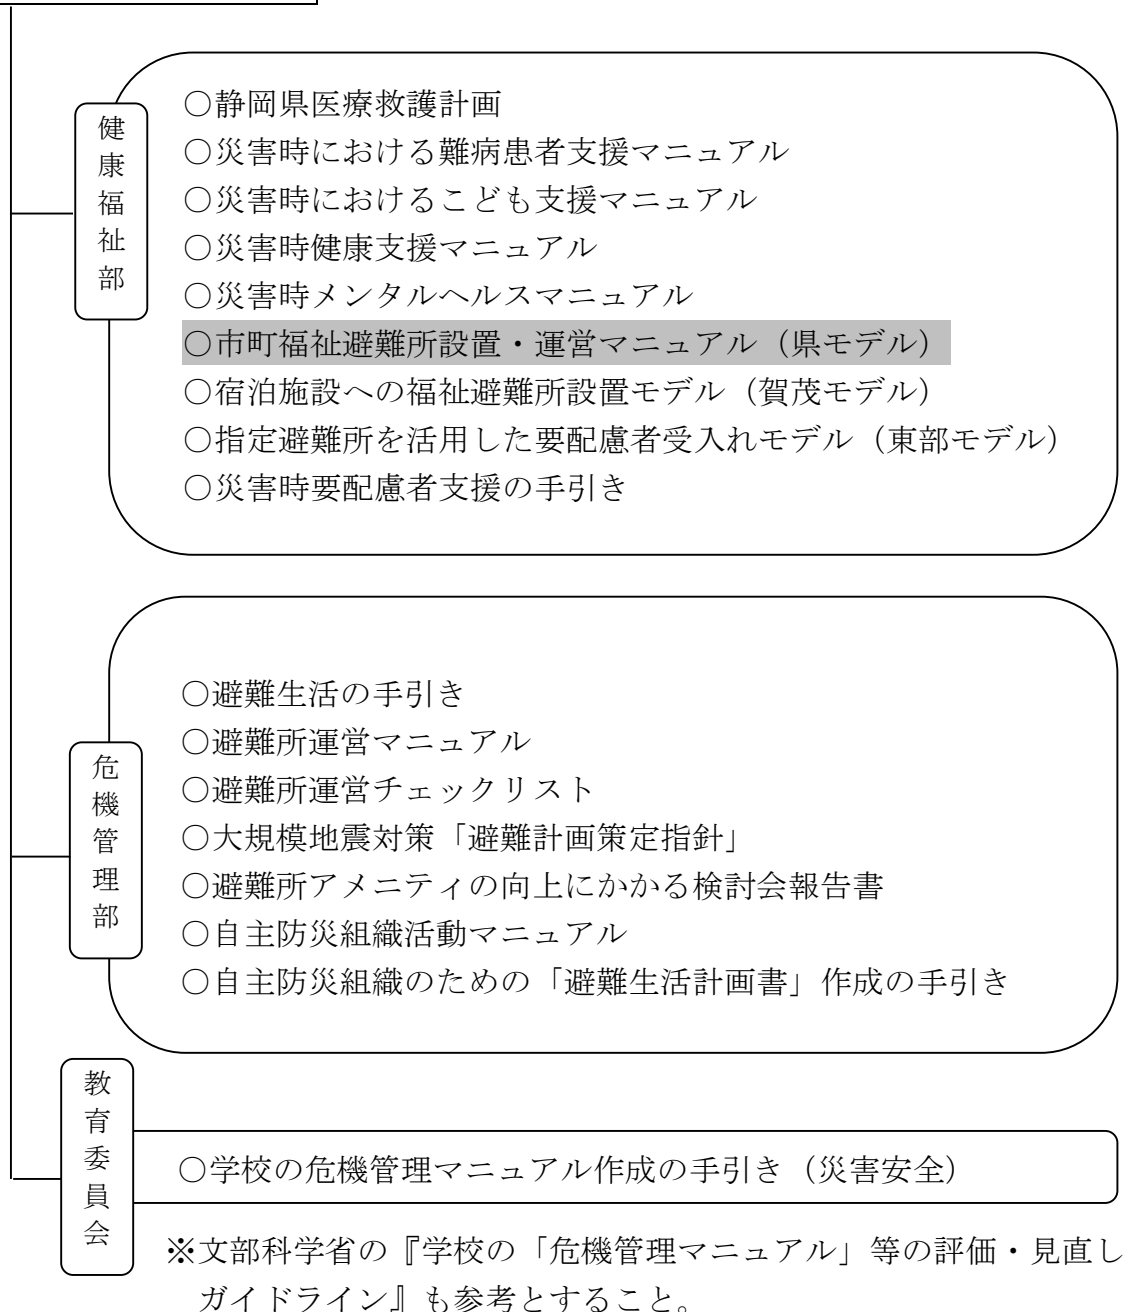 健康福祉部
○静岡県医療救護計画
○災害時における難病患者支援マニュアル
○災害時におけるこども支援マニュアル
○災害時健康支援マニュアル
○災害時メンタルヘルスマニュアル
○市町福祉避難所設置・運営マニュアル（県モデル）
○宿泊施設への福祉避難所設置モデル（賀茂モデル）
○指定避難所を活用した要配慮者受入れモデル（東部モデル）
○災害時要配慮者支援の手引き
危機管理部
○避難生活の手引き
○避難所運営マニュアル
○避難所運営チェックリスト
○大規模地震対策「避難計画策定指針」
○避難所アメニティの向上にかかる検討会報告書
○自主防災組織活動マニュアル
○自主防災組織のための「避難生活計画書」作成の手引き
教育委員会
○学校の危機管理マニュアル作成の手引き（災害安全）
※文部科学省の『学校の「危機管理マニュアル」等の評価・見直し
ガイドライン』も参考とすること。